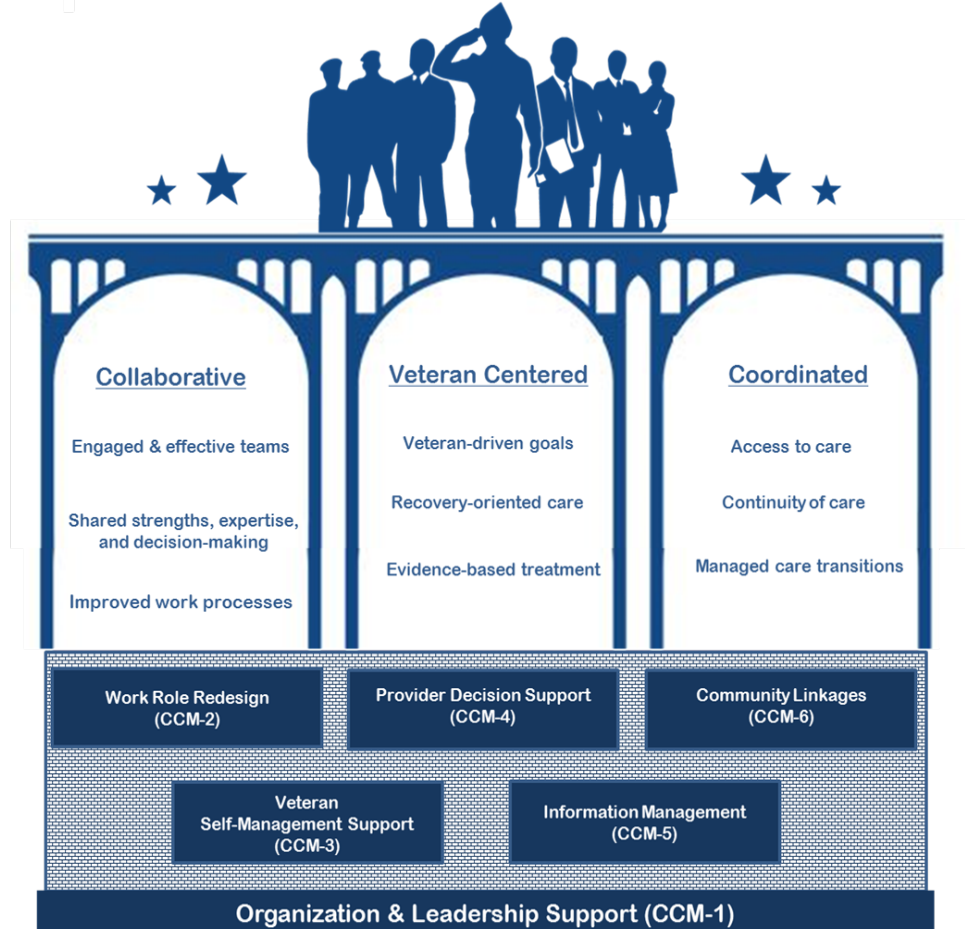 Collaborative
Engaged & effective teams
Shared strengths, expertise,
and decision-making
Improved work processes
Veteran Centered
Veteran-driven goals
Recovery-oriented care
Evidence-based treatment
Coordinated
Access to care
Continuity of care
Managed care transitions
Work Role Redesign
(CCM-2)
Provider Decision Support
(CCM-4)
Community Linkages
(CCM-6)
Veteran
Self-Management Support
(CCM-3)
Information Management
(CCM-5)
Organization & Leadership Support (CCM-1)